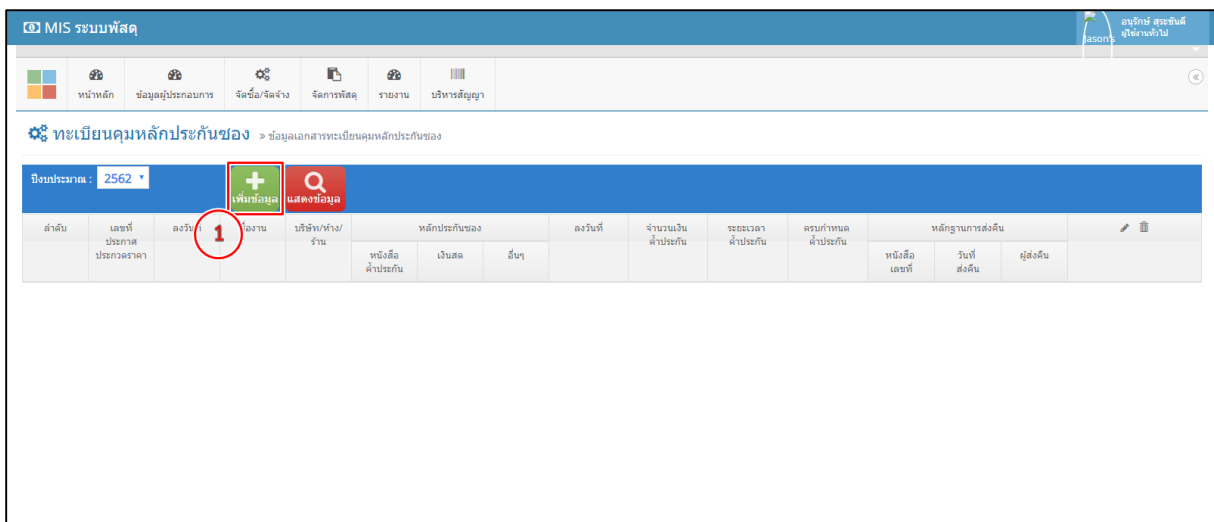 MIS ระบบพัสดุ
อนุรักษ์ สุระขันดี
ผู้ใช้งานทั่วไป
Jason's
หน้าหลัก ข้อมูลผู้ประกอบการ จัดซื้อ/จัดจ้าง จัดการพัสดุ รายงาน บริหารสัญญา
ทะเบียนคุมหลักประกันซอง » ข้อมูลเอกสารทะเบียนคุมหลักประกันซอง
ปีงบประมาณ : 2562
เพิ่มข้อมูล แสดงข้อมูล
1
ลำดับ
เลขที่
ประกาศ
ประกวดราคา
บริษัท/ห้าง/
ร้าน
หลักประกันซอง
หนังสือ
ค้ำประกัน
เงินสด
อื่นๆ
ลงวันที่
จำนวนเงิน
ค้ำประกัน
ระยะเวลา
ค้ำประกัน
ครบกำหนด
ค้ำประกัน
หลักฐานการส่งคืน
หนังสือ
เลขที่
วันที่
ส่งคืน
ผู้ส่งคืน